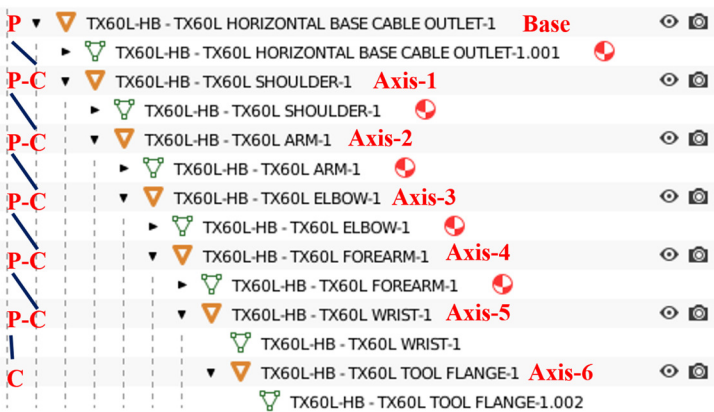 P TX60L-HB - TX60L HORIZONTAL BASE CABLE OUTLET-1 Base
TX60L-HB - TX60L HORIZONTAL BASE CABLE OUTLET-1.001
P-C TX60L-HB - TX60L SHOULDER-1 Axis-1
TX60L-HB - TX60L SHOULDER-1
P-C TX60L-HB - TX60L ARM-1 Axis-2
TX60L-HB - TX60L ARM-1
P-C TX60L-HB - TX60L ELBOW-1 Axis-3
TX60L-HB - TX60L ELBOW-1
P-C TX60L-HB - TX60L FOREARM-1 Axis-4
TX60L-HB - TX60L FOREARM-1
P-C TX60L-HB - TX60L WRIST-1 Axis-5
TX60L-HB - TX60L WRIST-1
C TX60L-HB - TX60L TOOL FLANGE-1 Axis-6
TX60L-HB - TX60L TOOL FLANGE-1.002